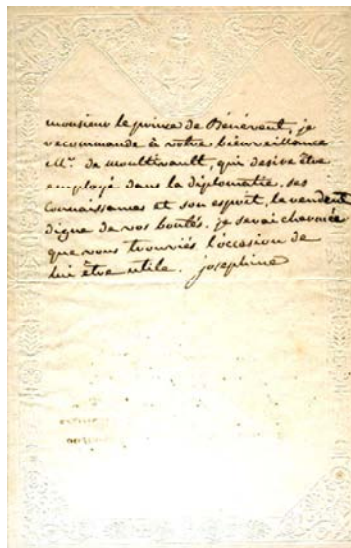 monsieur le prince de Bénévent, je
recommande à votre bienveillance
Mr. de moultivault, qui desire être
employé dans la diplomatie. ses
connaissances et son esprit, le rendent
digne de vos bontés. je serai charmée
que vous trouviés l'occasion de
lui être utile. josephine